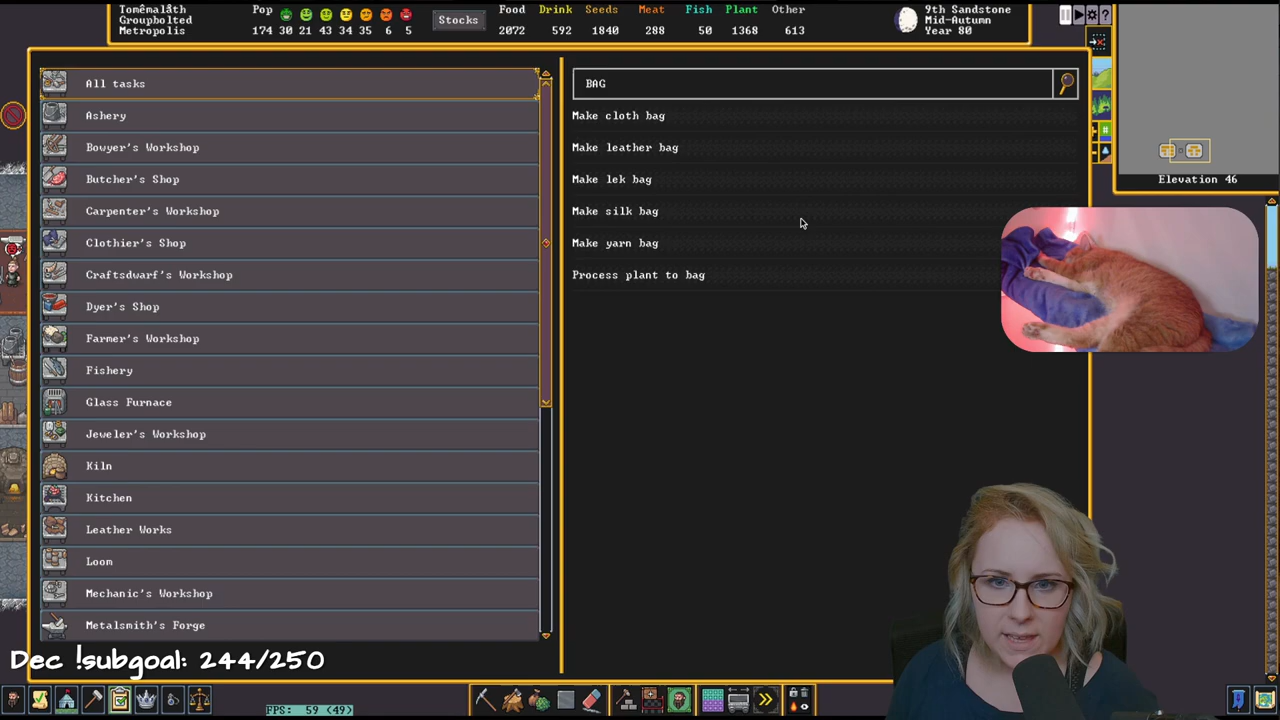 Tomêmalåth
Groupbolted
Metropolis
Pop
174 30 21 43 34 35 6 5
Stocks
Food Drink Seeds Meat Fish Plant Other
2072 592 1840 288 50 1368 613
9th Sandstone
Mid-Autumn
Year 80
Elevation 46
All tasks
Ashery
Bowyer's Workshop
Butcher's Shop
Carpenter's Workshop
Clothier's Shop
Craftsdwarf's Workshop
Dyer's Shop
Farmer's Workshop
Fishery
Glass Furnace
Jeweler's Workshop
Kiln
Kitchen
Leather Works
Loom
Mechanic's Workshop
Metalsmith's Forge
BAG
Make cloth bag
Make leather bag
Make lek bag
Make silk bag
Make yarn bag
Process plant to bag
Dec !subgoal: 244/250
FPS: 59 (49)